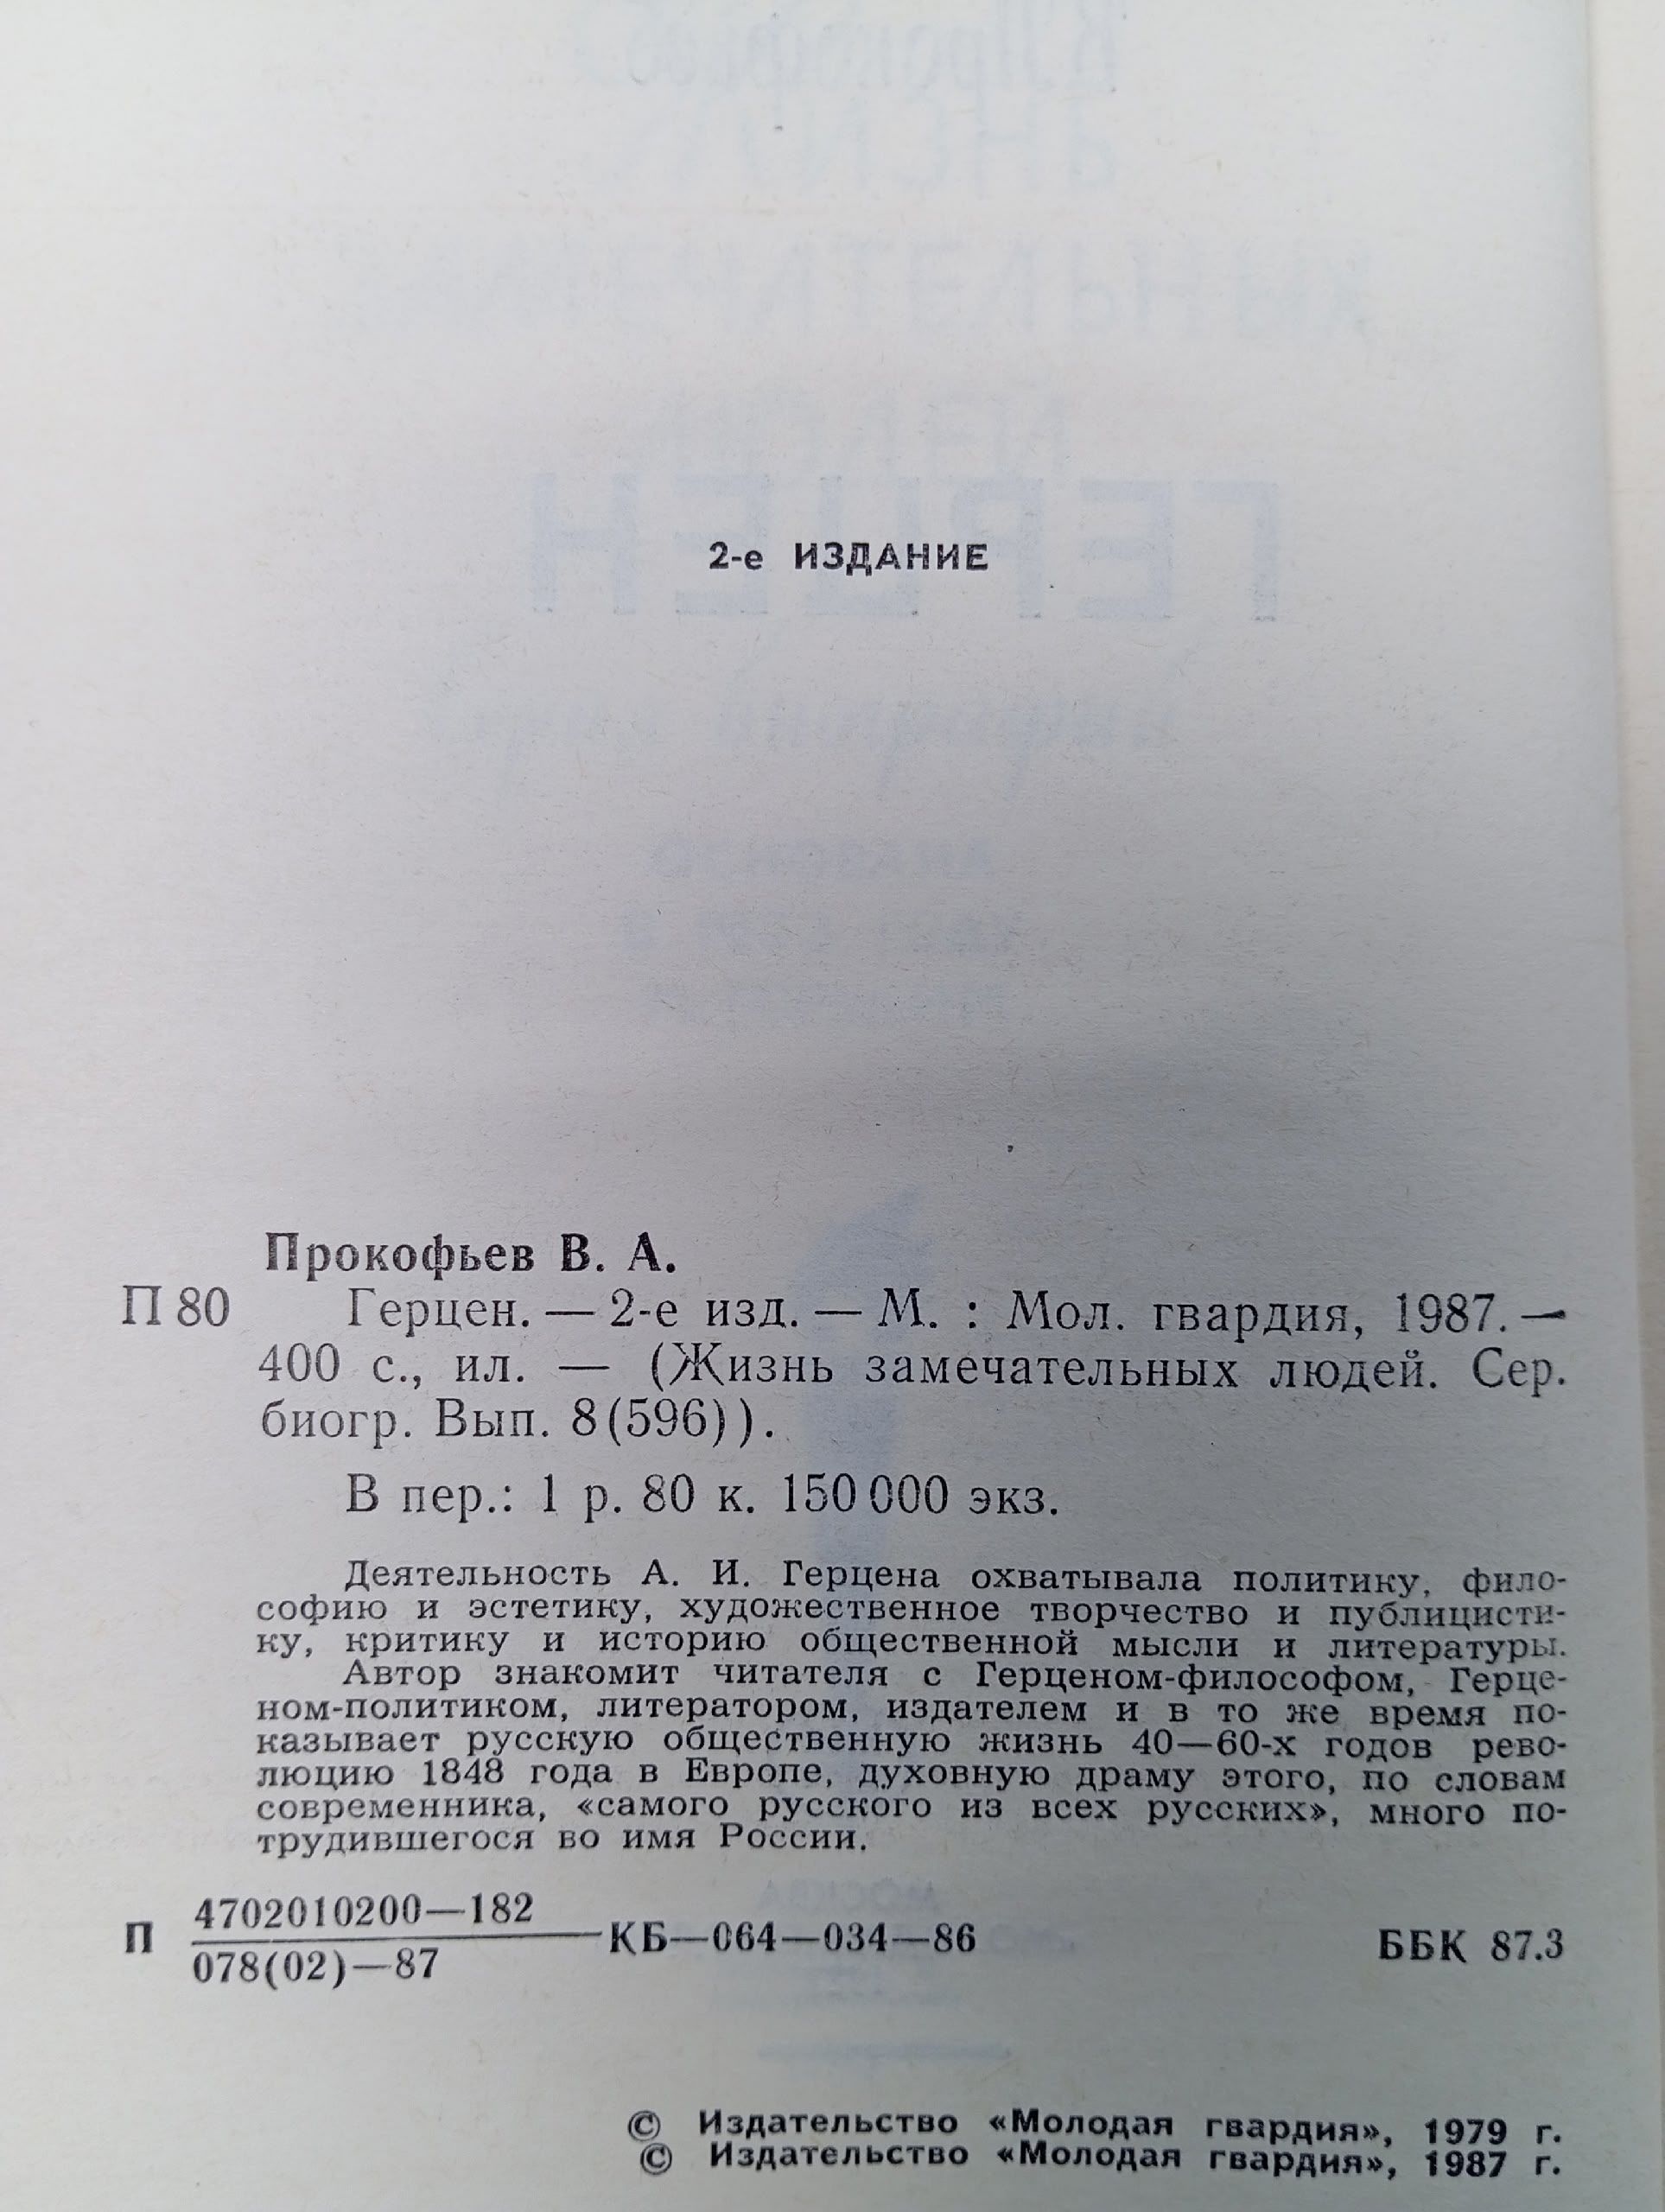 2-е ИЗДАНИЕ
Прокофьев В. А.
П 80 Герцен. — 2-е изд. — М. : Мол. гвардия, 1987. —
400 с., ил. — (Жизнь замечательных людей. Сер.
биогр. Вып. 8(596)).
В пер.: 1 р. 80 к. 150 000 экз.
Деятельность А. И. Герцена охватывала политику, фило-
софию и эстетику, художественное творчество и публицисти-
ку, критику и историю общественной мысли и литературы.
Автор знакомит читателя с Герценом-философом, Герце-
ном-политиком, литератором, издателем и в то же время по-
казывает русскую общественную жизнь 40—60-х годов рево-
люцию 1848 года в Европе, духовную драму этого, по словам
современника, «самого русского из всех русских», много по-
трудившегося во имя России.
4702010200—182
П КБ—064—034—86 ББК 87.3
078(02)—87
© Издательство «Молодая гвардия», 1979 г.
© Издательство «Молодая гвардия», 1987 г.